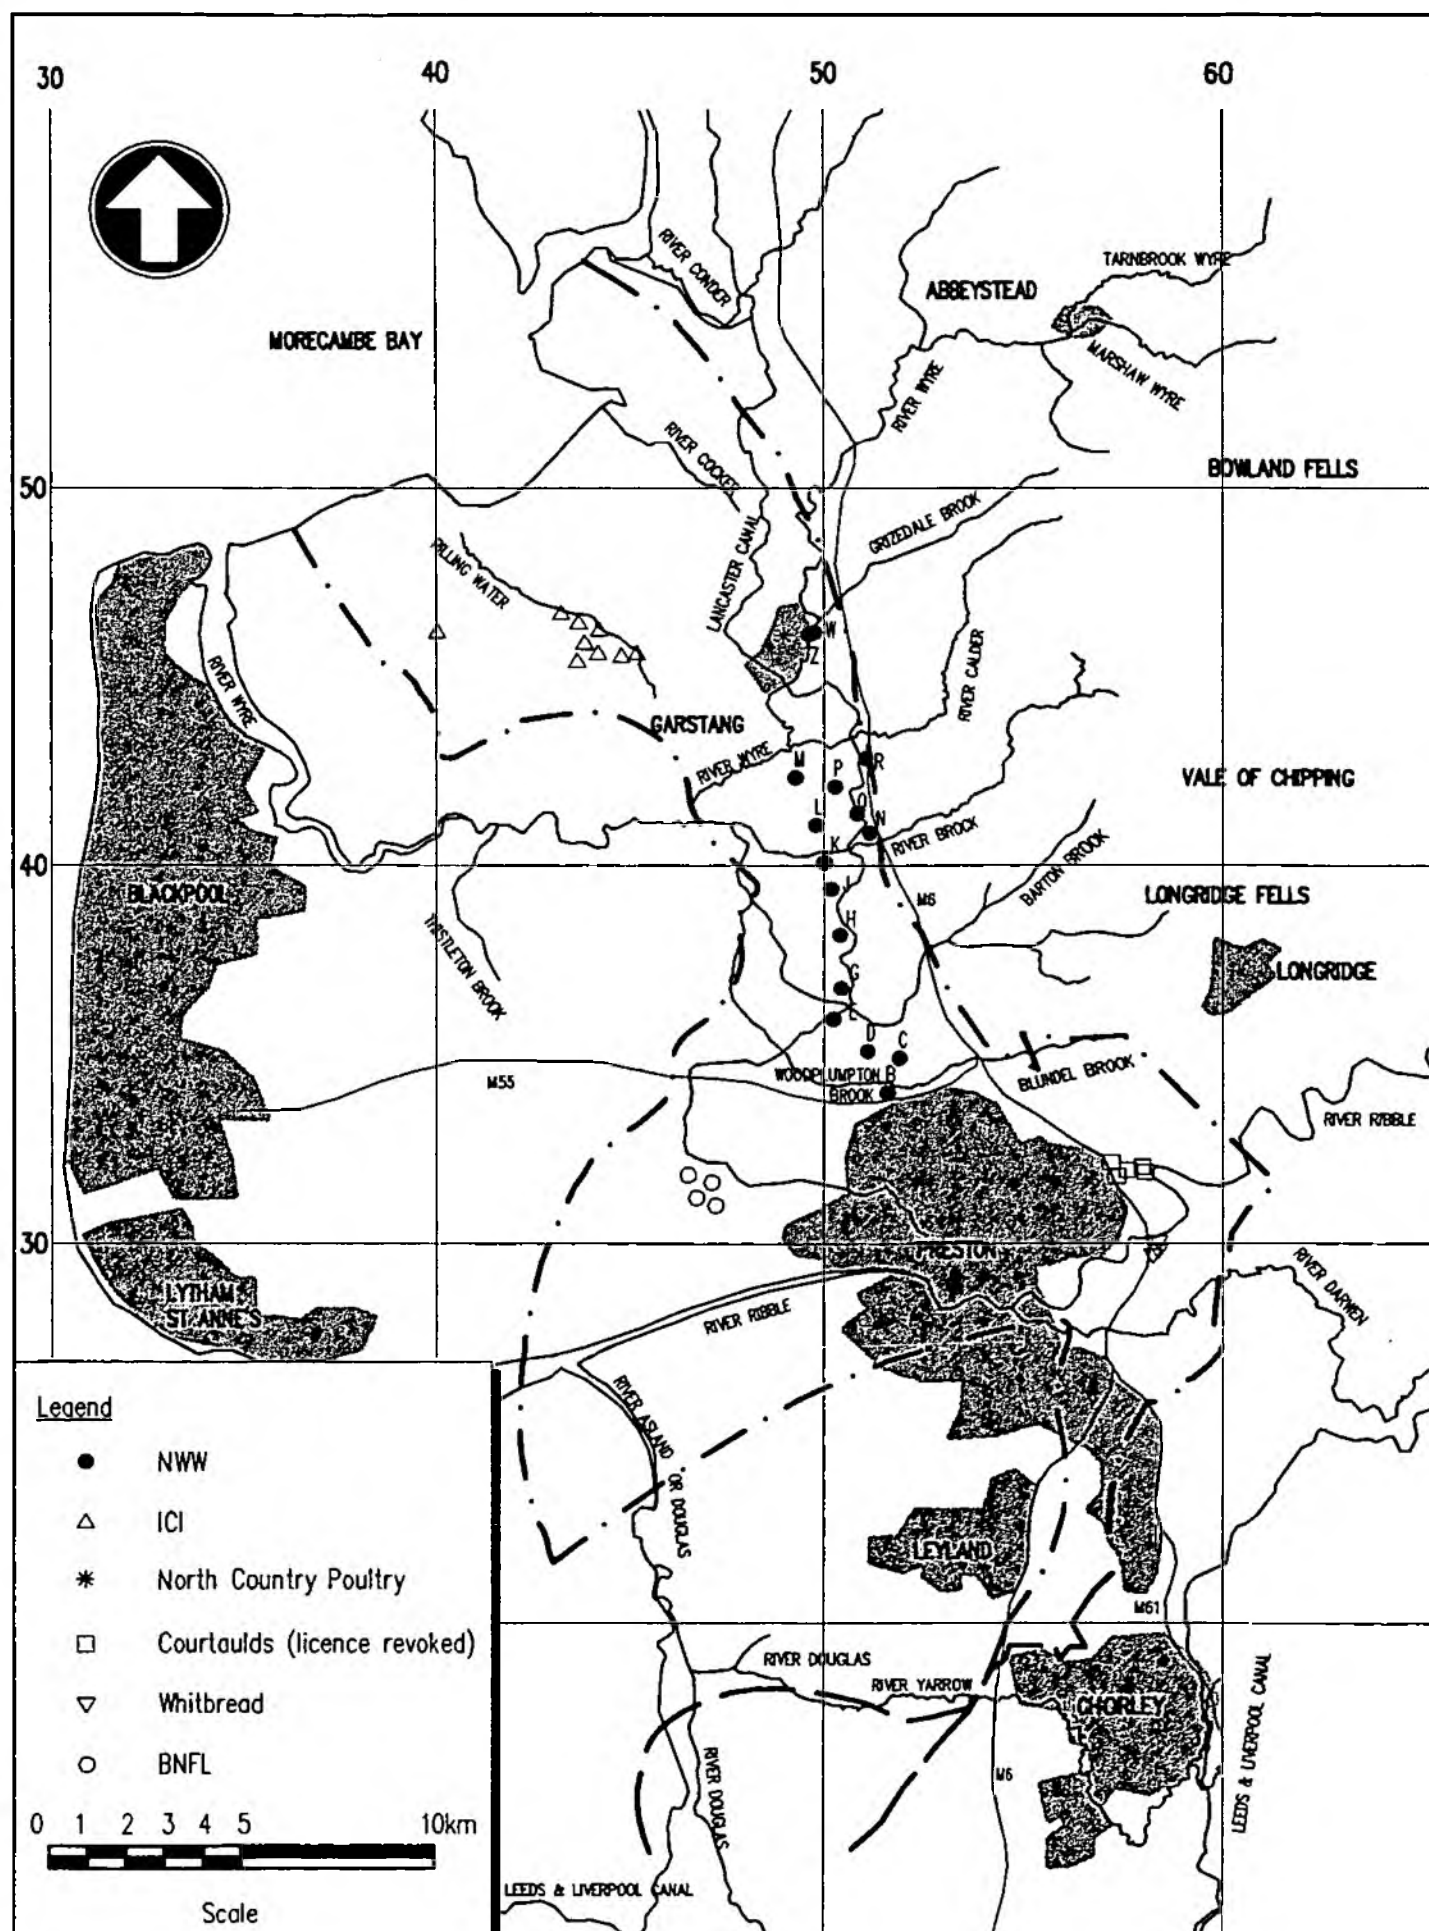 30 40 50 60
RIVER CONDER
TARNBROOK WYRE
ABBEYSTEAD
MORECAMBE BAY
MARSHAW WYRE
RIVER WYRE
RIVER COCKER
BOWLAND FELLS
50
GRIZEDALE BROOK
PILLING WATER
LANCASTER CANAL
W
Z
RIVER CALDER
RIVER WYRE
GARSTANG
RIVER WYRE
M
P
R
VALE OF CHIPPING
L
N
K
RIVER BROCK
BARTON BROOK
40
J
M6
BLACKPOOL
LONGRIDGE FELLS
H
THISTLETON BROOK
G
LONGRIDGE
E
D
C
M55
WOODPLUMPTON
BROOK
B
BLUNDEL BROOK
RIVER RIBBLE
30
PRESTON
LYTHAM
ST ANNE'S
RIVER RIBBLE
RIVER DARWEN
RIVER ASLAND OR DOUGLAS
LEYLAND
M61
RIVER DOUGLAS
RIVER YARROW
CHORLEY
M6
RIVER DOUGLAS
LEEDS & LIVERPOOL CANAL
LEEDS & LIVERPOOL CANAL
Legend
NWW
ICI
North Country Poultry
Courtaulds (licence revoked)
Whitbread
BNFL
0 1 2 3 4 5 10km
Scale